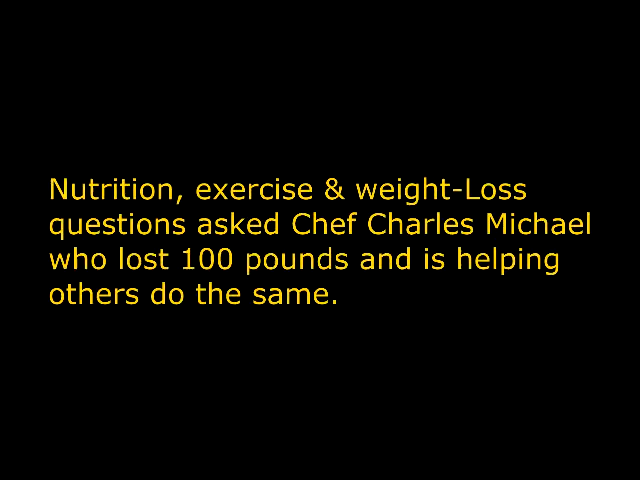 Nutrition, exercise & weight-Loss
questions asked Chef Charles Michael
who lost 100 pounds and is helping
others do the same.